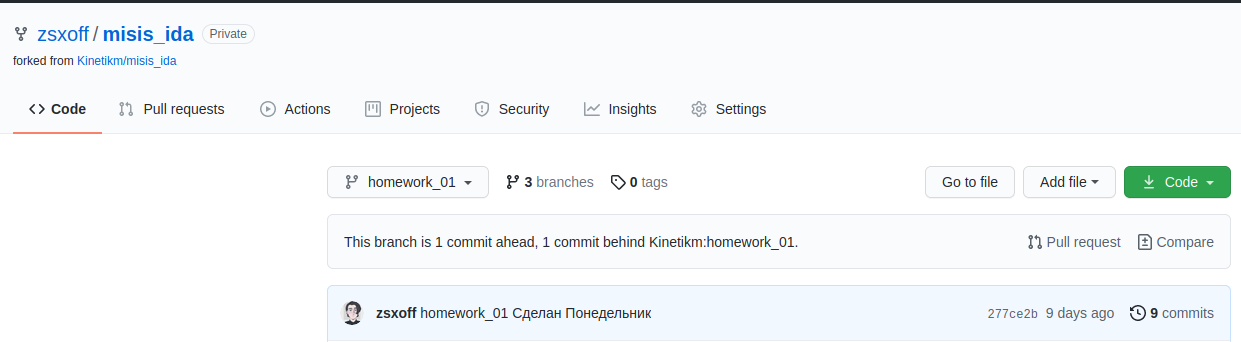 zsxoff / misis_ida Private
forked from Kinetikm/misis_ida
Code Pull requests Actions Projects Security Insights Settings
homework_01 3 branches 0 tags Go to file Add file Code
This branch is 1 commit ahead, 1 commit behind Kinetikm:homework_01. Pull request Compare
zsxoff homework_01 Сделан Понедельник 277ce2b 9 days ago 9 commits